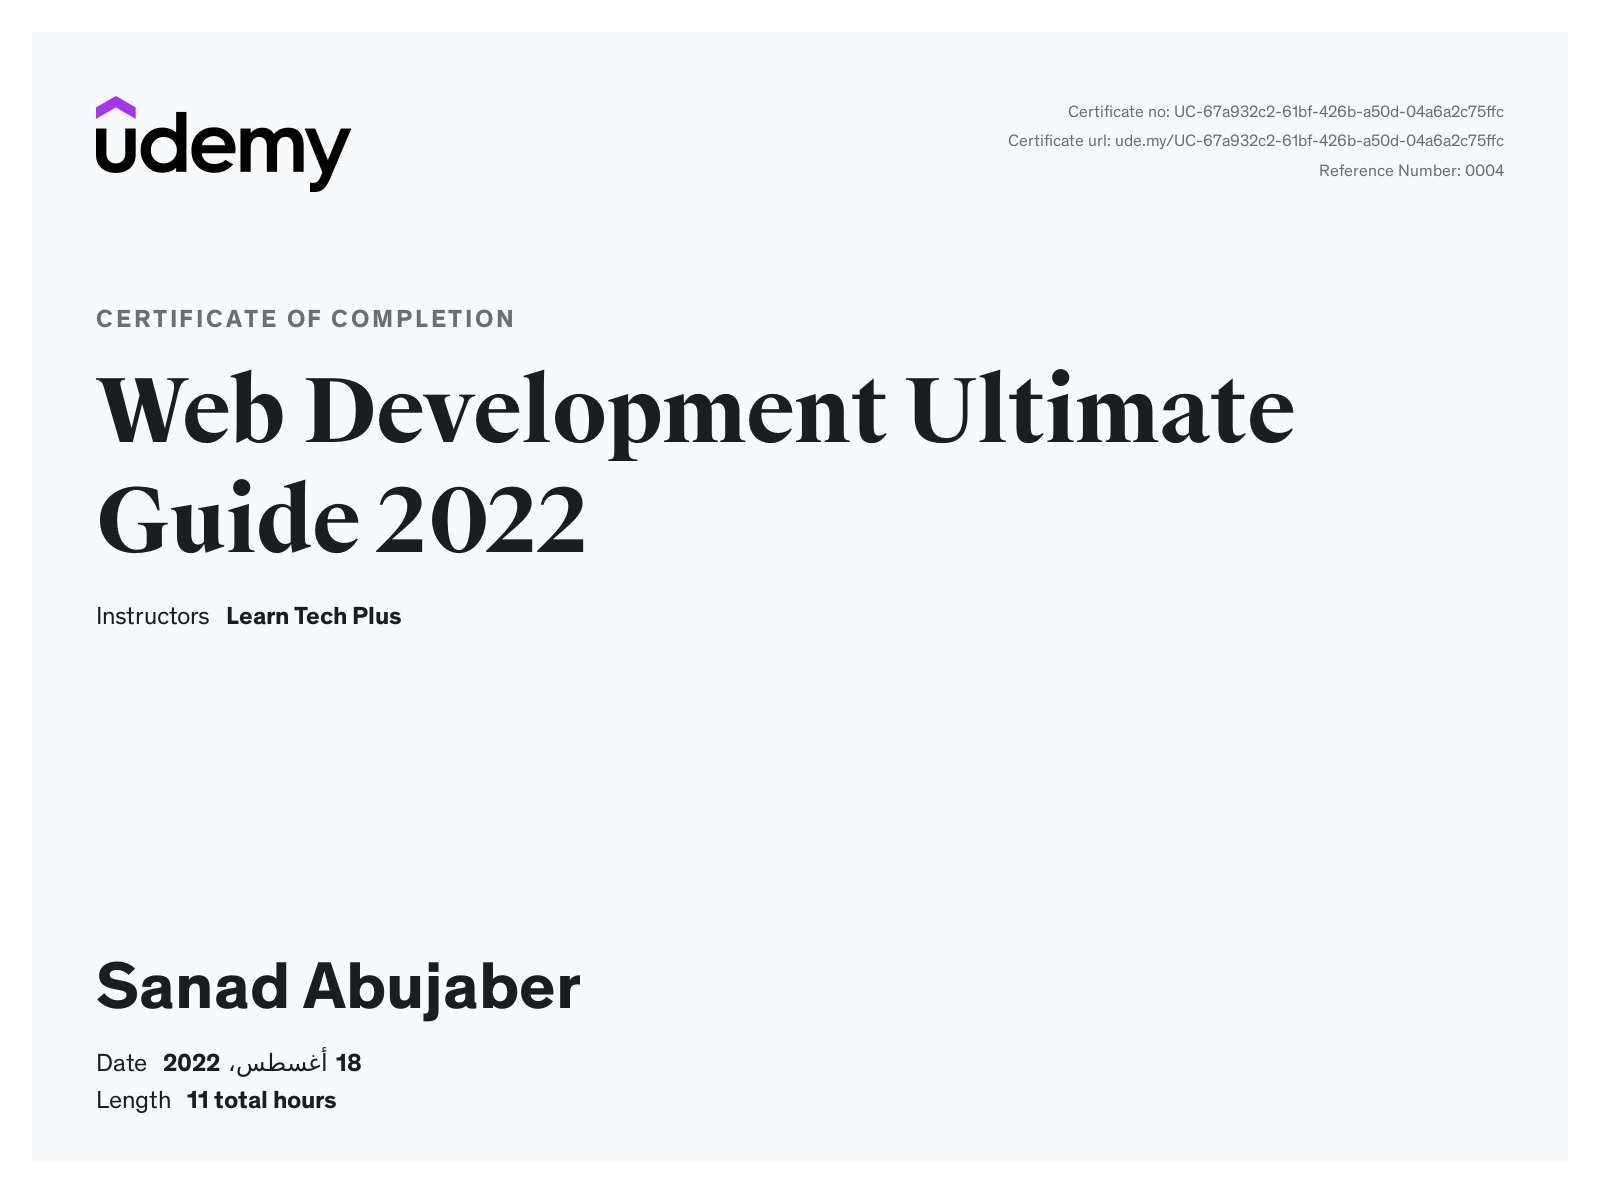 udemy
Certificate no: UC-67a932c2-61bf-426b-a50d-04a6a2c75ffc
Certificate url: ude.my/UC-67a932c2-61bf-426b-a50d-04a6a2c75ffc
Reference Number: 0004
CERTIFICATE OF COMPLETION
Web Development Ultimate
Guide 2022
Instructors Learn Tech Plus
Sanad Abujaber
Date 18 أغسطس، 2022
Length 11 total hours